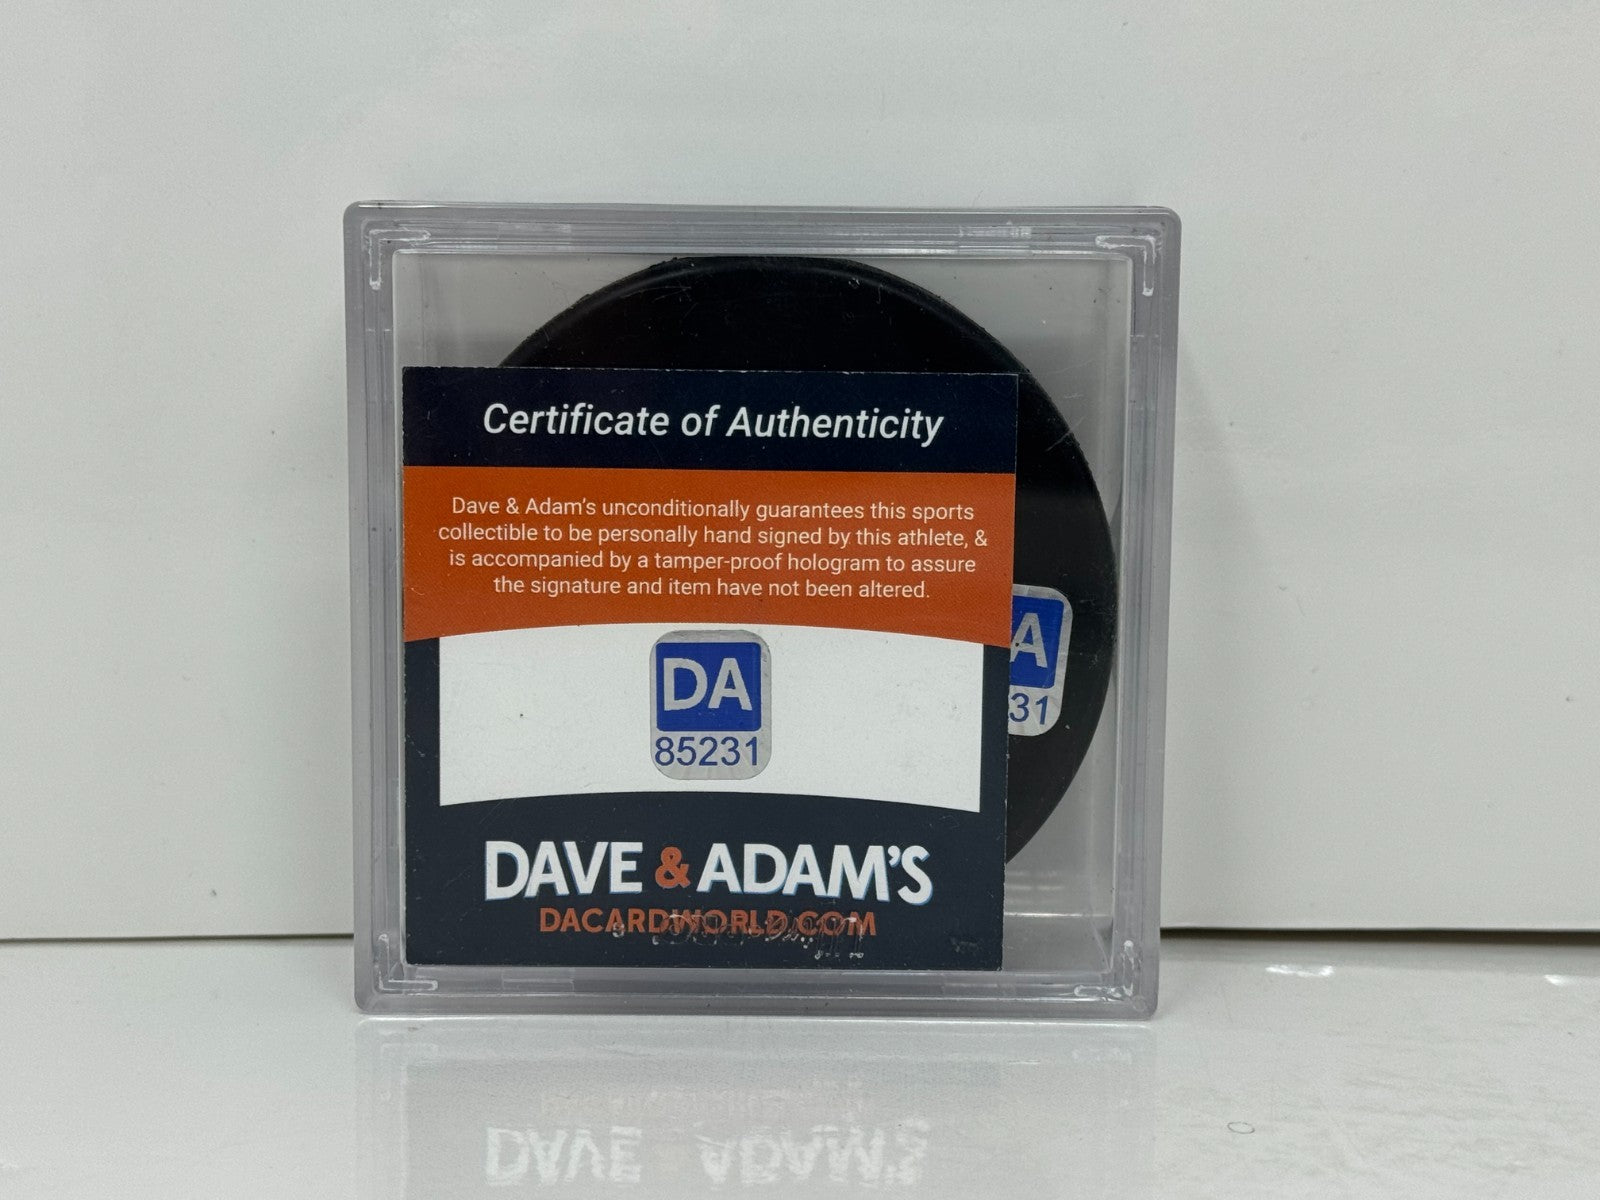 Certificate of Authenticity
Dave & Adam's unconditionally guarantees this sports
collectible to be personally hand signed by this athlete, &
is accompanied by a tamper-proof hologram to assure
the signature and item have not been altered.
DA
85231
A
31
DAVE & ADAM'S
DACARDWORLD.COM